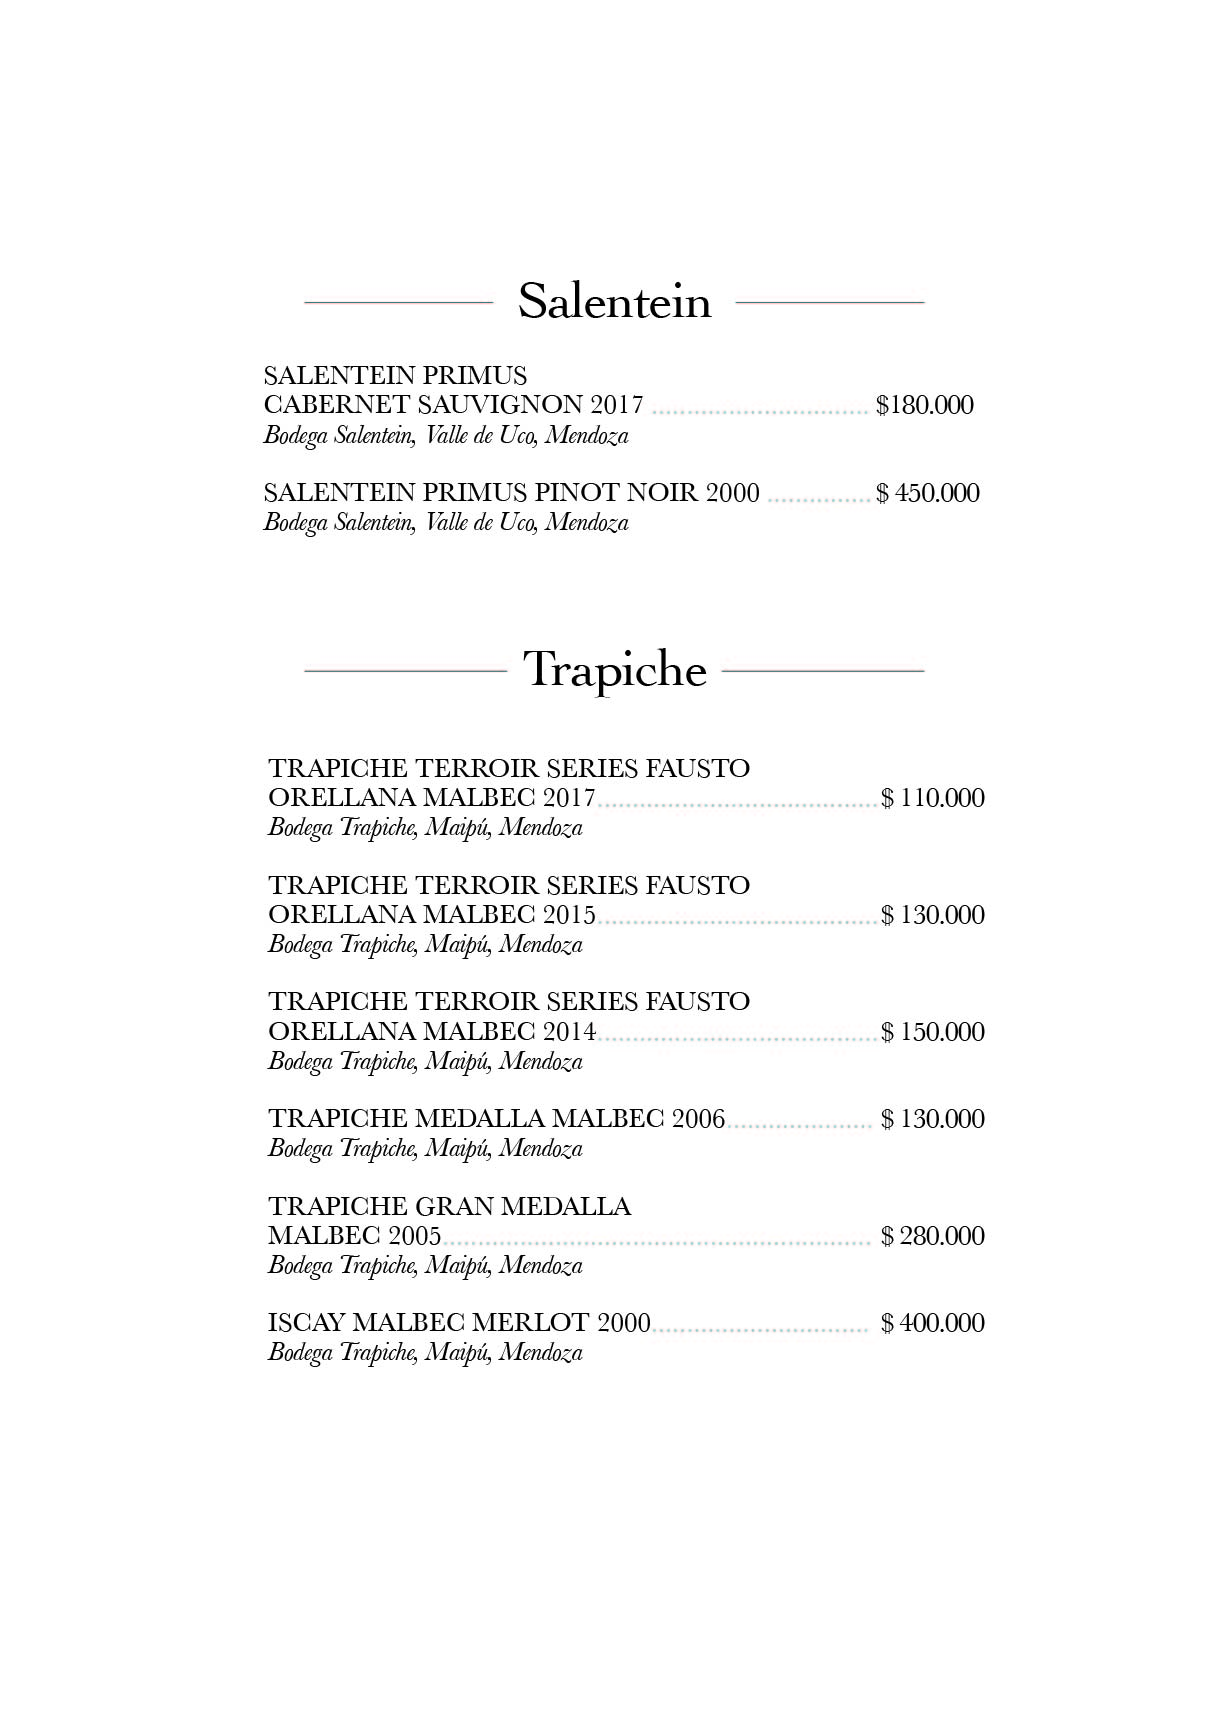 Salentein
SALENTEIN PRIMUS
CABERNET SAUVIGNON 2017 ............................... $180.000
Bodega Salentein, Valle de Uco, Mendoza
SALENTEIN PRIMUS PINOT NOIR 2000 ............... $ 450.000
Bodega Salentein, Valle de Uco, Mendoza
Trapiche
TRAPICHE TERROIR SERIES FAUSTO
ORELLANA MALBEC 2017........................................ $ 110.000
Bodega Trapiche, Maipú, Mendoza
TRAPICHE TERROIR SERIES FAUSTO
ORELLANA MALBEC 2015........................................ $ 130.000
Bodega Trapiche, Maipú, Mendoza
TRAPICHE TERROIR SERIES FAUSTO
ORELLANA MALBEC 2014........................................ $ 150.000
Bodega Trapiche, Maipú, Mendoza
TRAPICHE MEDALLA MALBEC 2006..................... $ 130.000
Bodega Trapiche, Maipú, Mendoza
TRAPICHE GRAN MEDALLA
MALBEC 2005............................................................. $ 280.000
Bodega Trapiche, Maipú, Mendoza
ISCAY MALBEC MERLOT 2000............................... $ 400.000
Bodega Trapiche, Maipú, Mendoza